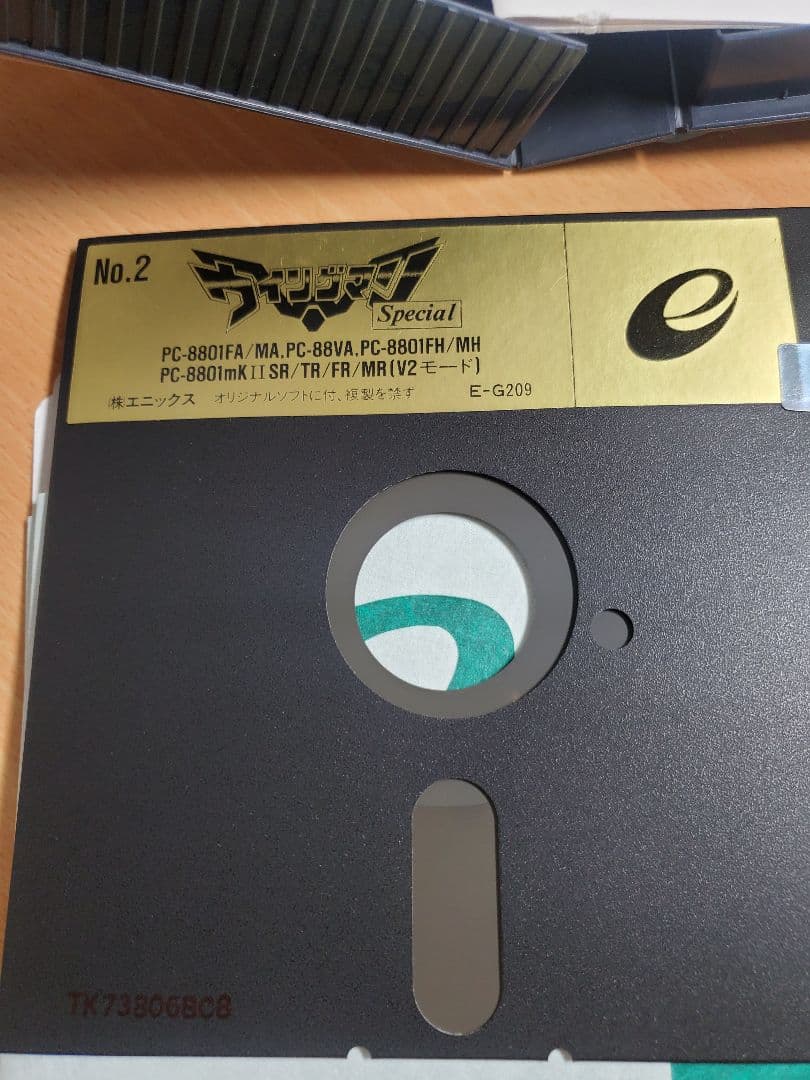 No.2
ウイングマン
Special
e
PC-8801FA/MA,PC-88VA,PC-8801FH/MH
PC-8801mKIISR/TR/FR/MR(V2モード)
㈱エニックス オリジナルソフトに付、複製を禁ず E-G209
TK738068C8